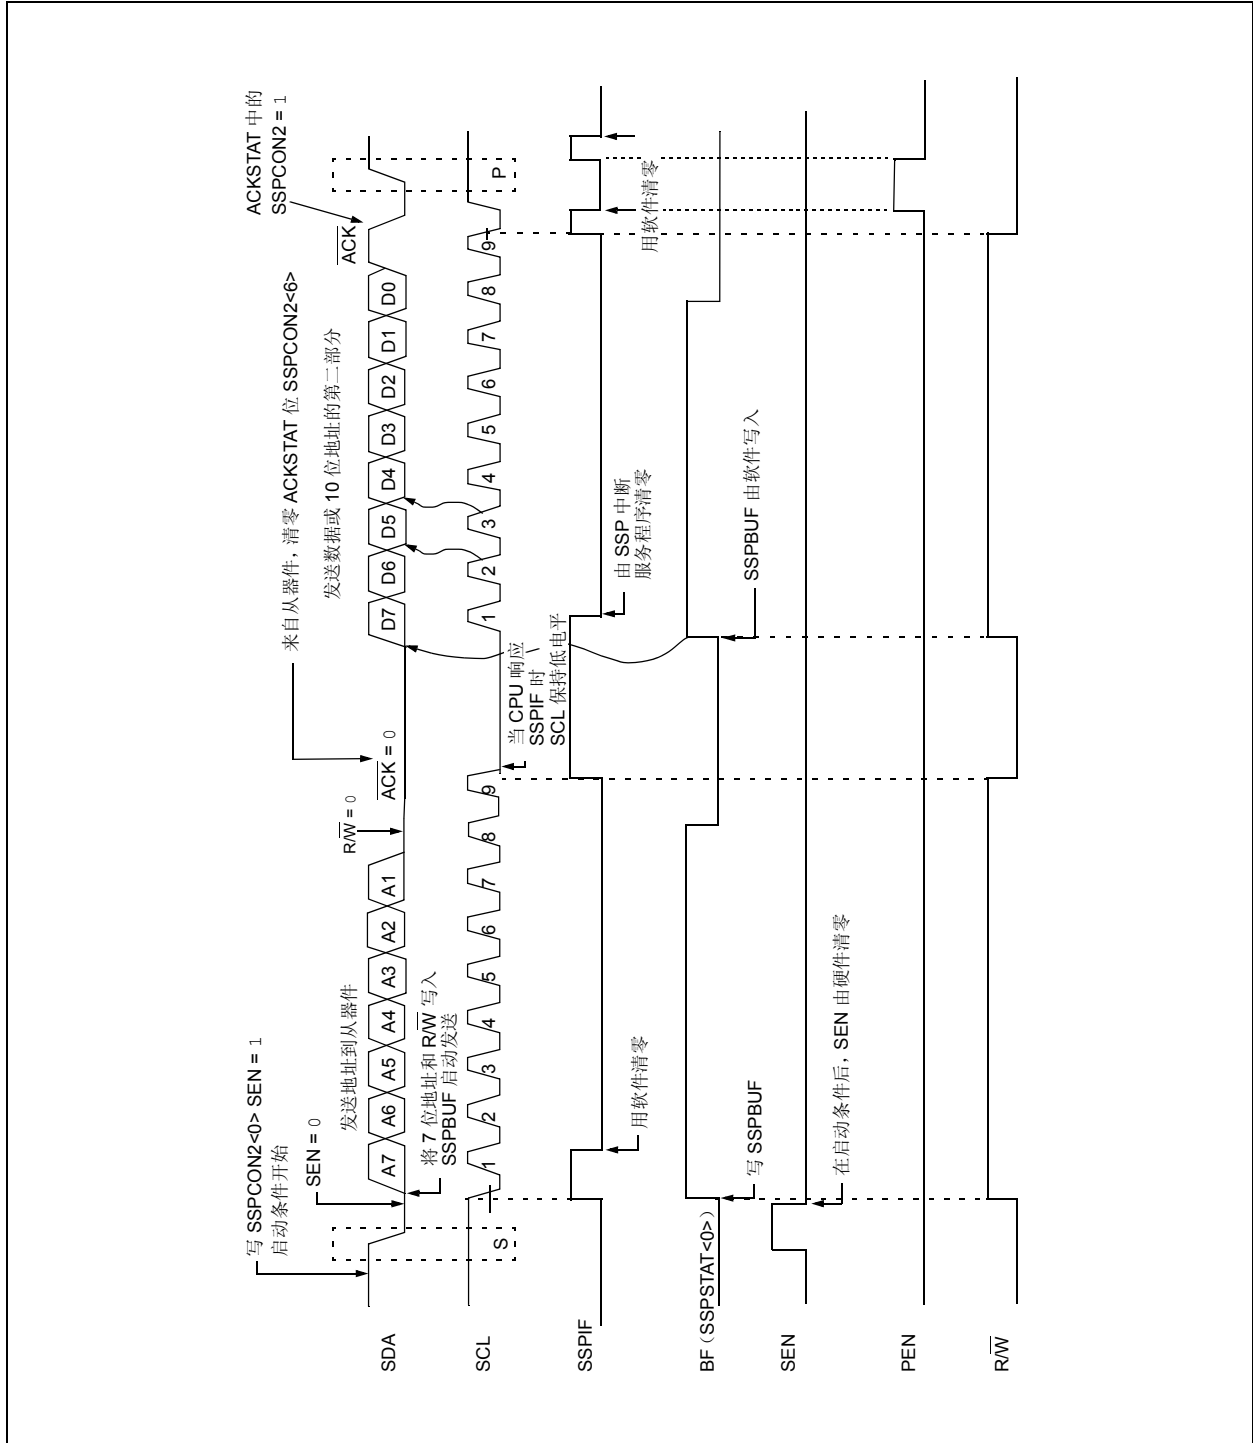 写 SSPCON2<0> SEN = 1
启动条件开始
SEN = 0
发送地址到从器件
将 7 位地址和 R/W 写入
SSPBUF 启动发送
R/W = 0
ACK = 0
来自从器件，清零 ACKSTAT 位 SSPCON2<6>
发送数据或 10 位地址的第二部分
ACK
ACKSTAT 中的
SSPCON2 = 1
SDA
A7 A6 A5 A4 A3 A2 A1
D7 D6 D5 D4 D3 D2 D1 D0
SCL
S
1 2 3 4 5 6 7 8 9
1 2 3 4 5 6 7 8 9
P
当 CPU 响应
SSPIF 时
SCL 保持低电平
SSPIF
用软件清零
由 SSP 中断
服务程序清零
用软件清零
BF（SSPSTAT<0>）
写 SSPBUF
SSPBUF 由软件写入
SEN
在启动条件后，SEN 由硬件清零
PEN
R/W